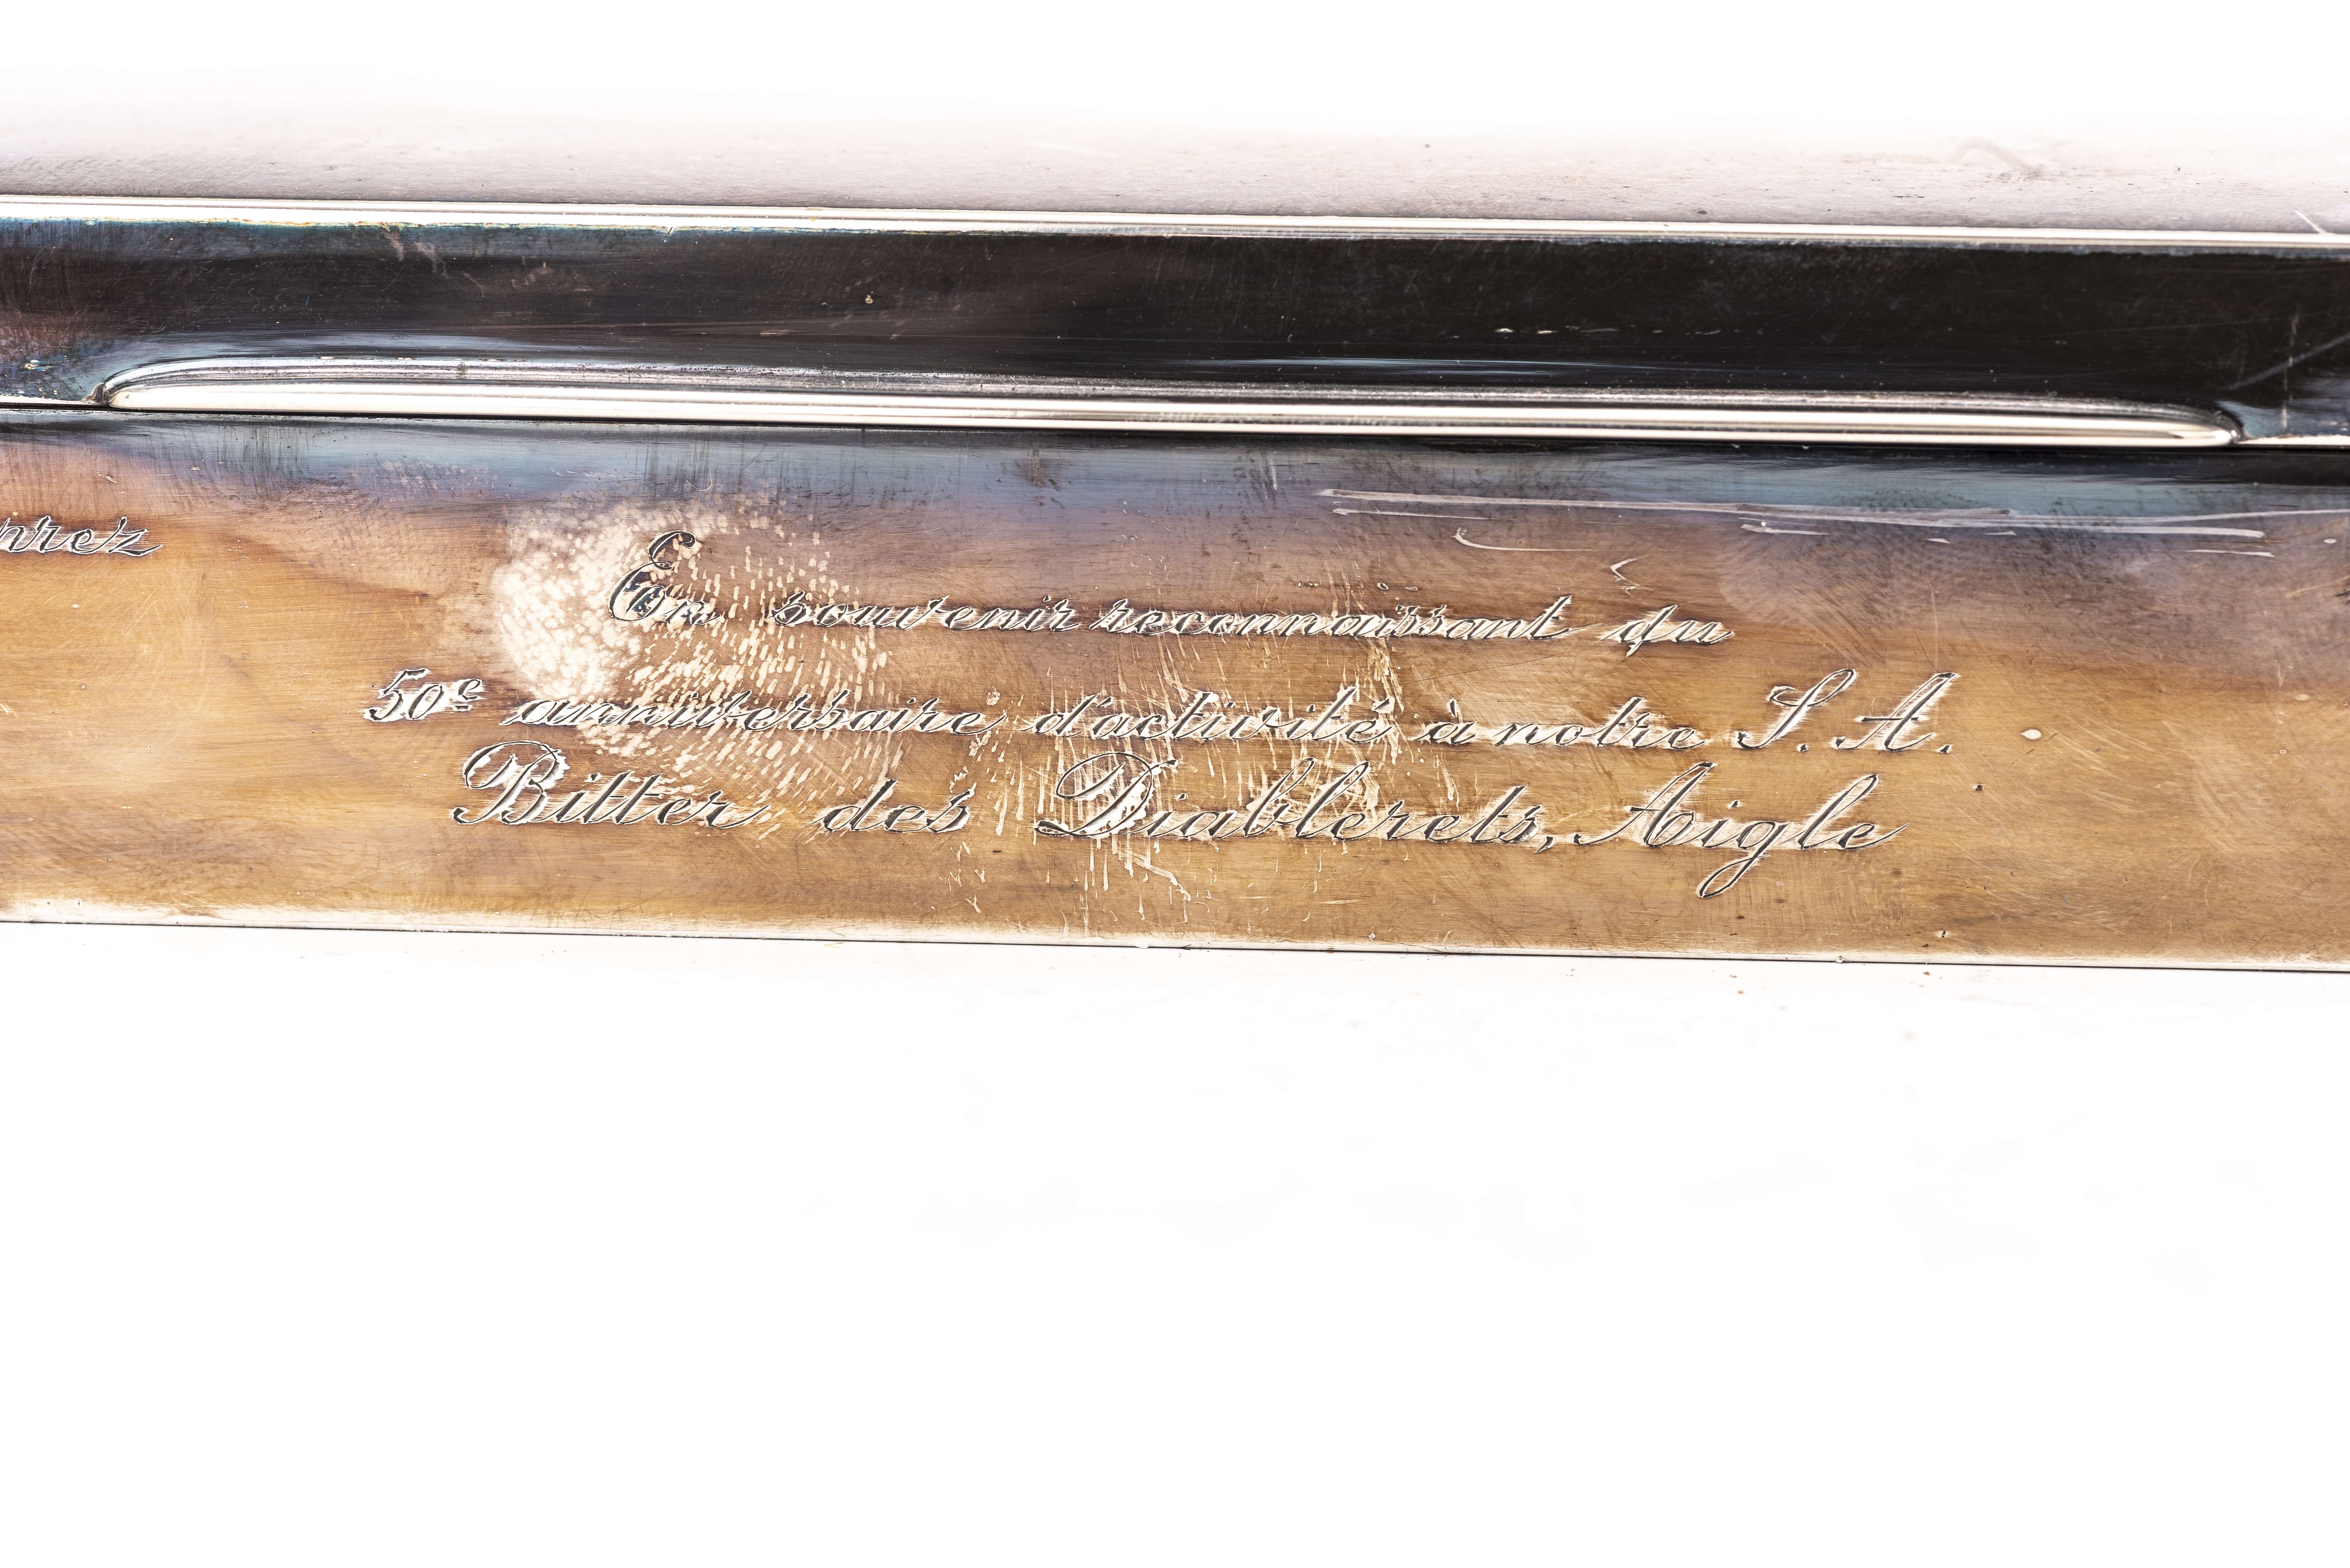 En souvenir reconnaissant du
50e anniversaire d'activité à notre S. A.
Bitter des Diablerets, Aigle